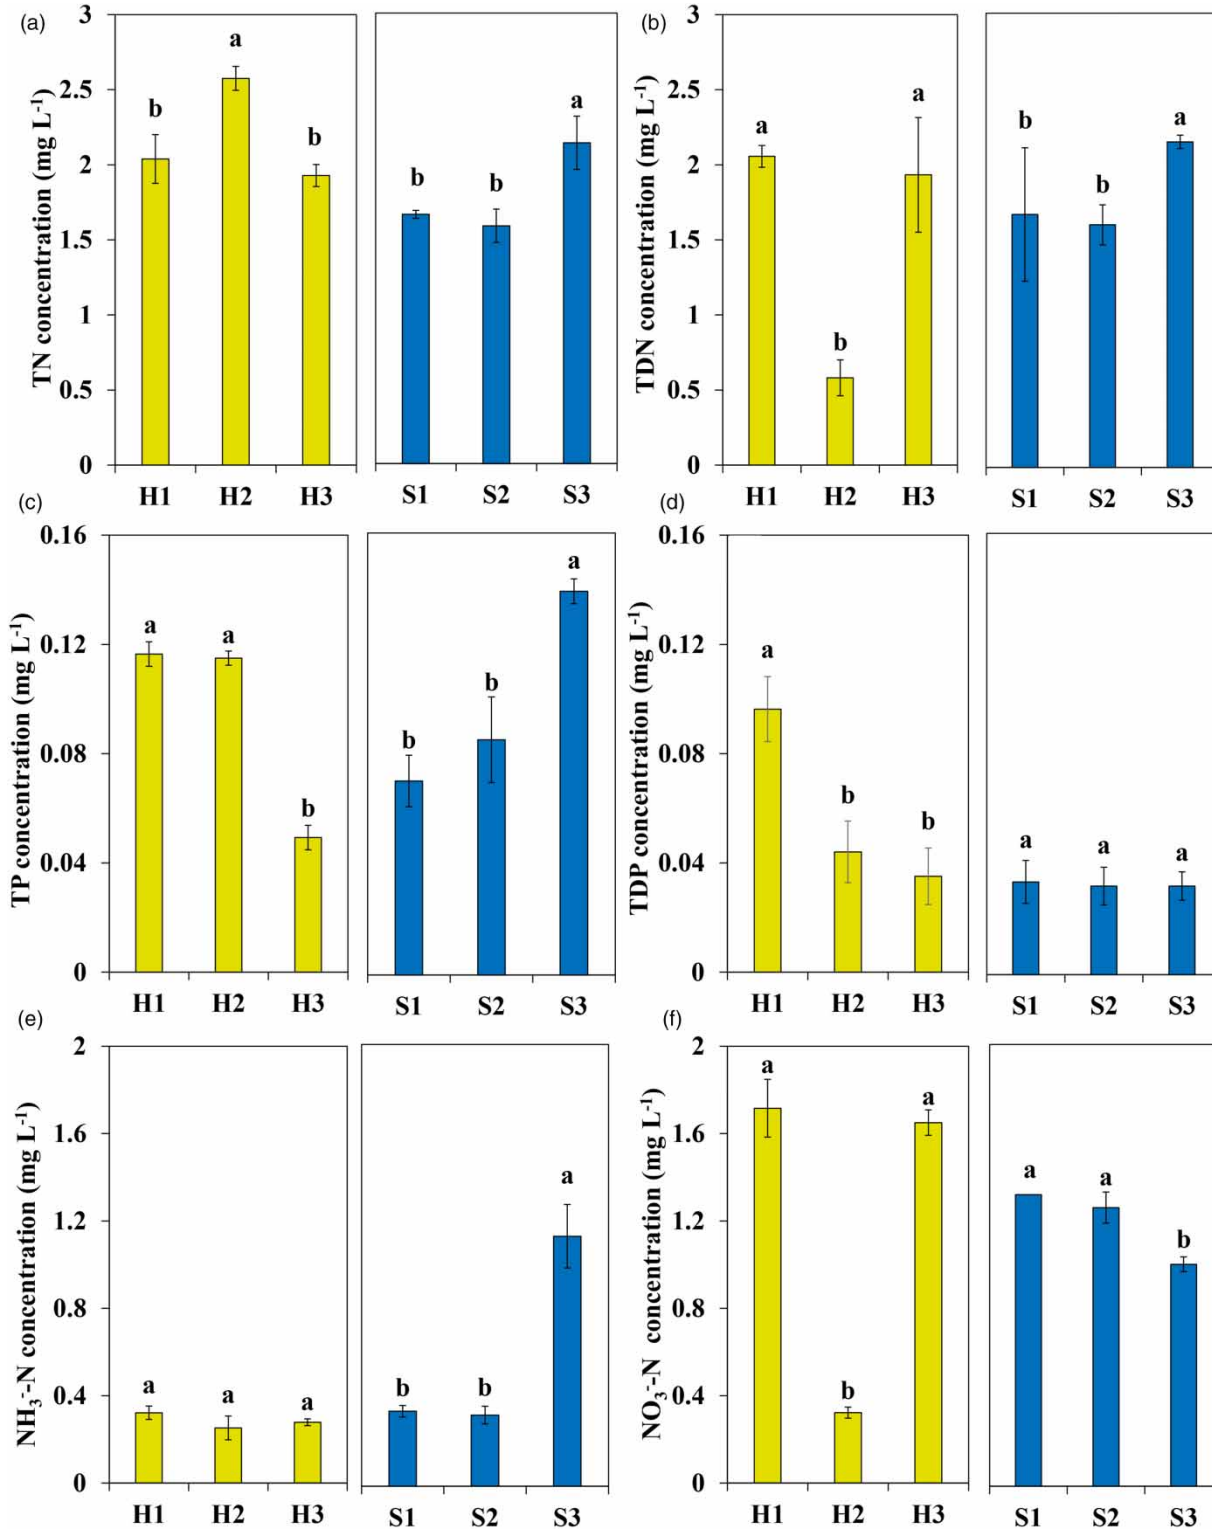 (a)
TN concentration (mg L-1)
3
2.5
2
1.5
1
0.5
0
b
a
b
H1 H2 H3
b
b
a
S1 S2 S3
(b)
TDN concentration (mg L-1)
3
2.5
2
1.5
1
0.5
0
a
b
a
H1 H2 H3
b
b
a
S1 S2 S3
(c)
TP concentration (mg L-1)
0.16
0.12
0.08
0.04
0
a
a
b
H1 H2 H3
b
b
a
S1 S2 S3
(d)
TDP concentration (mg L-1)
0.16
0.12
0.08
0.04
0
a
b
b
H1 H2 H3
a
a
a
S1 S2 S3
(e)
NH3--N concentration (mg L-1)
2
1.6
1.2
0.8
0.4
0
a
a
a
H1 H2 H3
b
b
a
S1 S2 S3
(f)
NO3--N concentration (mg L-1)
2
1.6
1.2
0.8
0.4
0
a
b
a
H1 H2 H3
a
a
b
S1 S2 S3